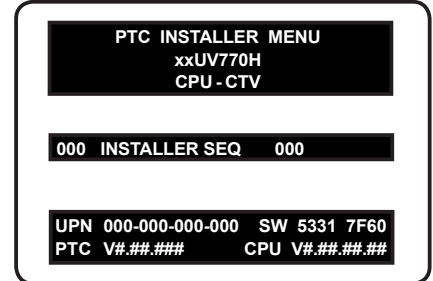 PTC INSTALLER MENU
xxUV770H
CPU - CTV
000 INSTALLER SEQ 000
UPN 000-000-000-000 SW 5331 7F60
PTC V#.##.### CPU V#.##.##.##